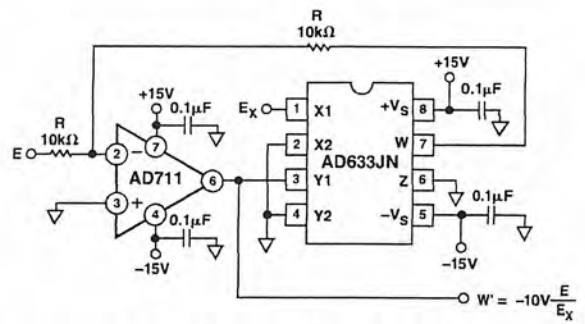 R
10kΩ
+15V
+15V
0.1μF
0.1μF
R
10kΩ
E
EX
1 X1
+VS 8
2 X2
W 7
AD633JN
3 Y1
Z 6
4 Y2
−VS 5
2 −
7
AD711
6
3 +
4
0.1μF
0.1μF
−15V
−15V
W' = −10V E/EX